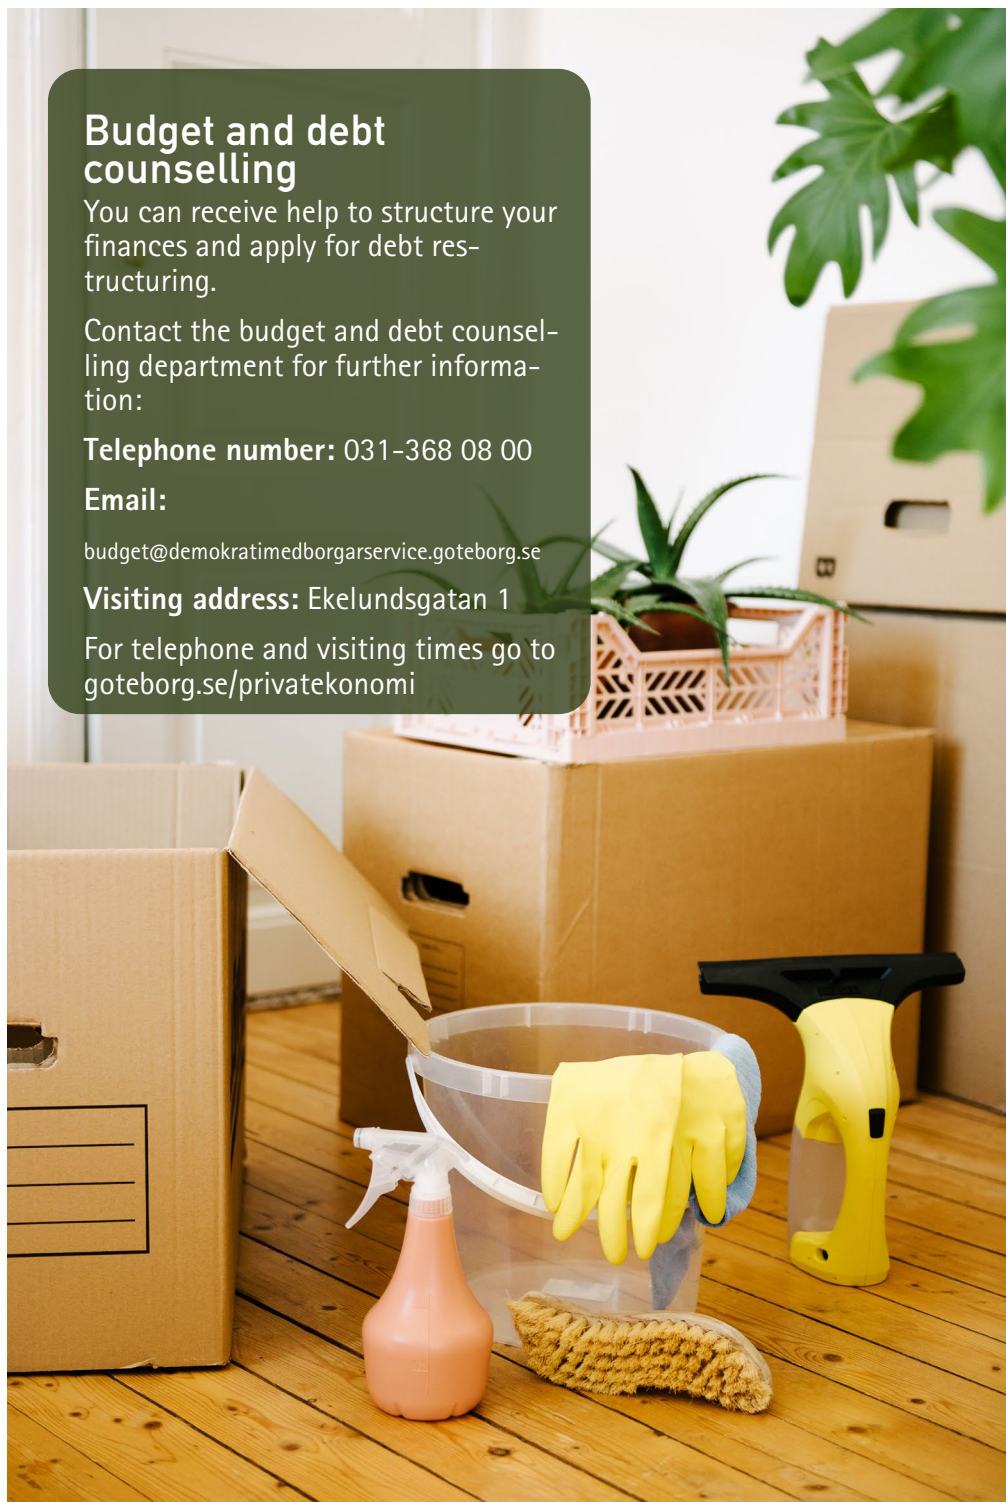 Budget and debt
counselling
You can receive help to structure your
finances and apply for debt res-
tructuring.
Contact the budget and debt counsel-
ling department for further informa-
tion:
Telephone number: 031-368 08 00
Email:
budget@demokratimedborgarservice.goteborg.se
Visiting address: Ekelundsgatan 1
For telephone and visiting times go to
goteborg.se/privatekonomi